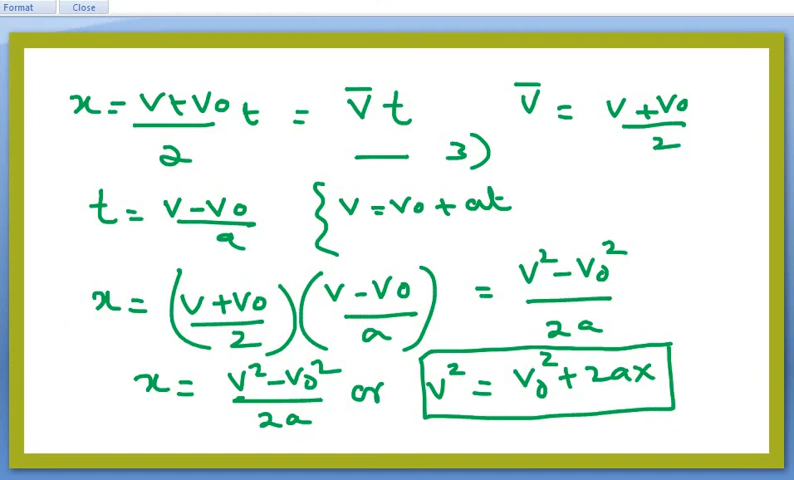 Format Close
x = v+v0/2 t = v̄ t v̄ = v+v0/2
3)
t = v-v0/a { v = v0 + at
x = (v+v0/2)(v-v0/a) = v²-v0²/2a
x = v²-v0²/2a or v² = v0²+2ax